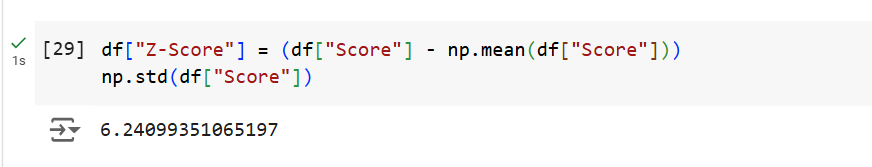 [29] df["Z-Score"] = (df["Score"] - np.mean(df["Score"]))
np.std(df["Score"])
1s
6.24099351065197